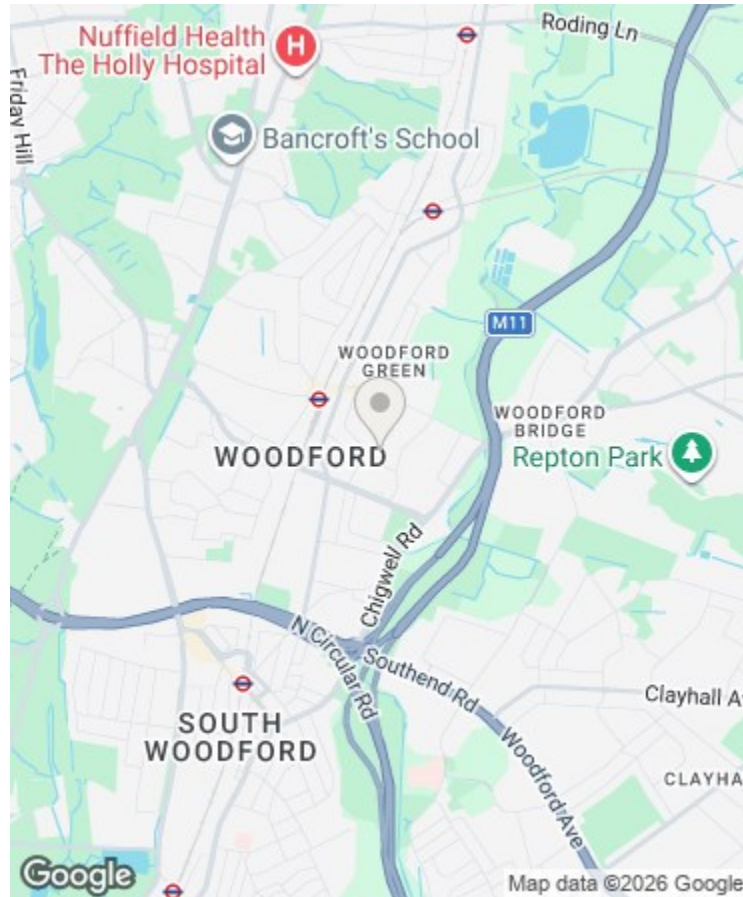 Roding Ln
Nuffield Health
The Holly Hospital
H
Friday Hill
Bancroft's School
M11
WOODFORD
GREEN
WOODFORD
BRIDGE
WOODFORD
Repton Park
Chigwell Rd
N Circular Rd
Southend Rd
Clayhall A
SOUTH
WOODFORD
Woodford Ave
CLAYHA
Google
Map data ©2026 Google